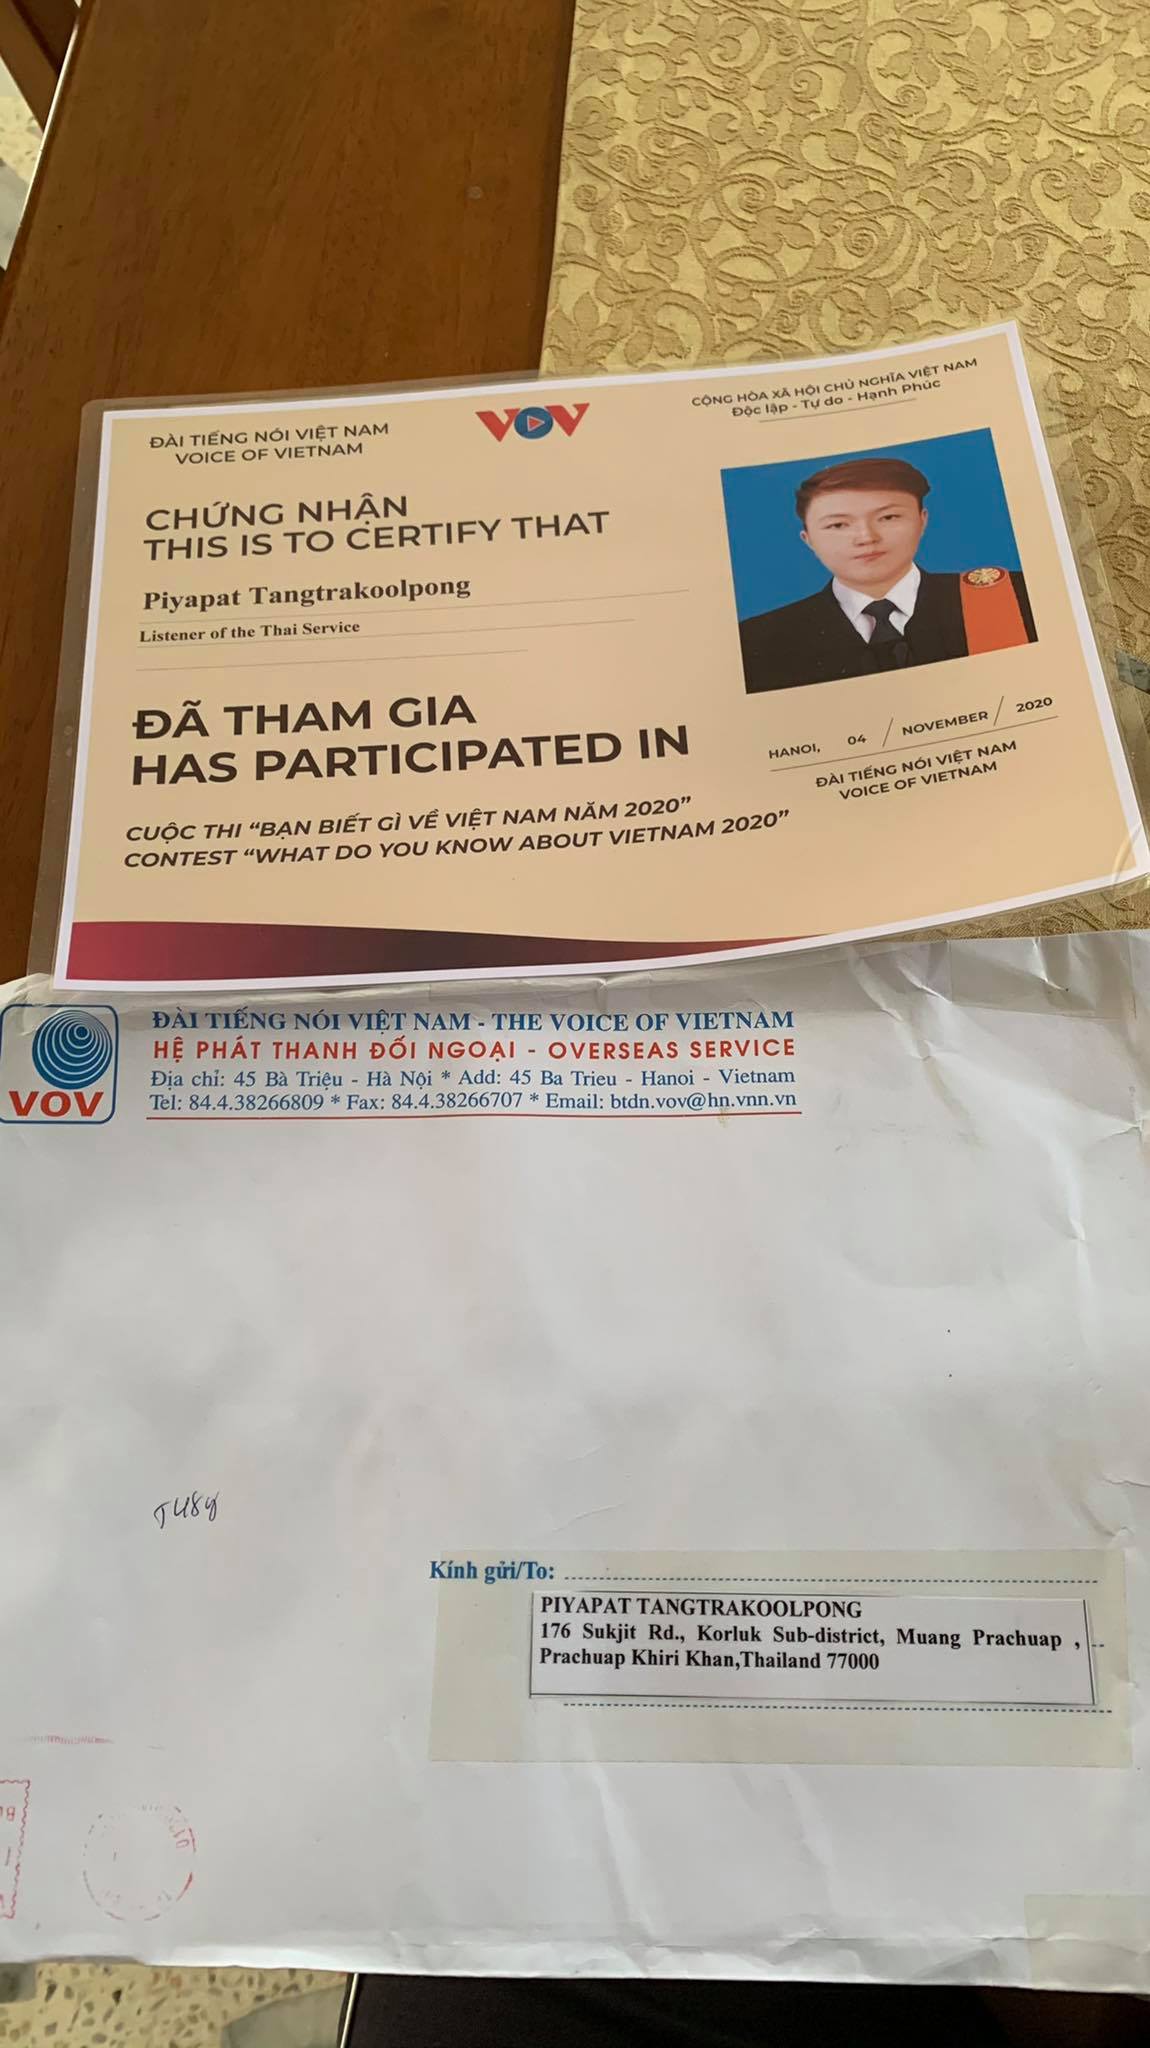 ĐÀI TIẾNG NÓI VIỆT NAM
VOICE OF VIETNAM
VOV
CỘNG HÒA XÃ HỘI CHỦ NGHĨA VIỆT NAM
Độc lập - Tự do - Hạnh Phúc
CHỨNG NHẬN
THIS IS TO CERTIFY THAT
Piyapat Tangtrakoolpong
Listener of the Thai Service
ĐÃ THAM GIA
HAS PARTICIPATED IN
CUỘC THI “BẠN BIẾT GÌ VỀ VIỆT NAM NĂM 2020”
CONTEST “WHAT DO YOU KNOW ABOUT VIETNAM 2020”
HANOI, 04 / NOVEMBER / 2020
ĐÀI TIẾNG NÓI VIỆT NAM
VOICE OF VIETNAM
VOV
ĐÀI TIẾNG NÓI VIỆT NAM - THE VOICE OF VIETNAM
HỆ PHÁT THANH ĐỐI NGOẠI - OVERSEAS SERVICE
Địa chỉ: 45 Bà Triệu - Hà Nội * Add: 45 Ba Trieu - Hanoi - Vietnam
Tel: 84.4.38266809 * Fax: 84.4.38266707 * Email: btdn.vov@hn.vnn.vn
Kính gửi/To:
PIYAPAT TANGTRAKOOLPONG
176 Sukjit Rd., Korluk Sub-district, Muang Prachuap ,
Prachuap Khiri Khan,Thailand 77000